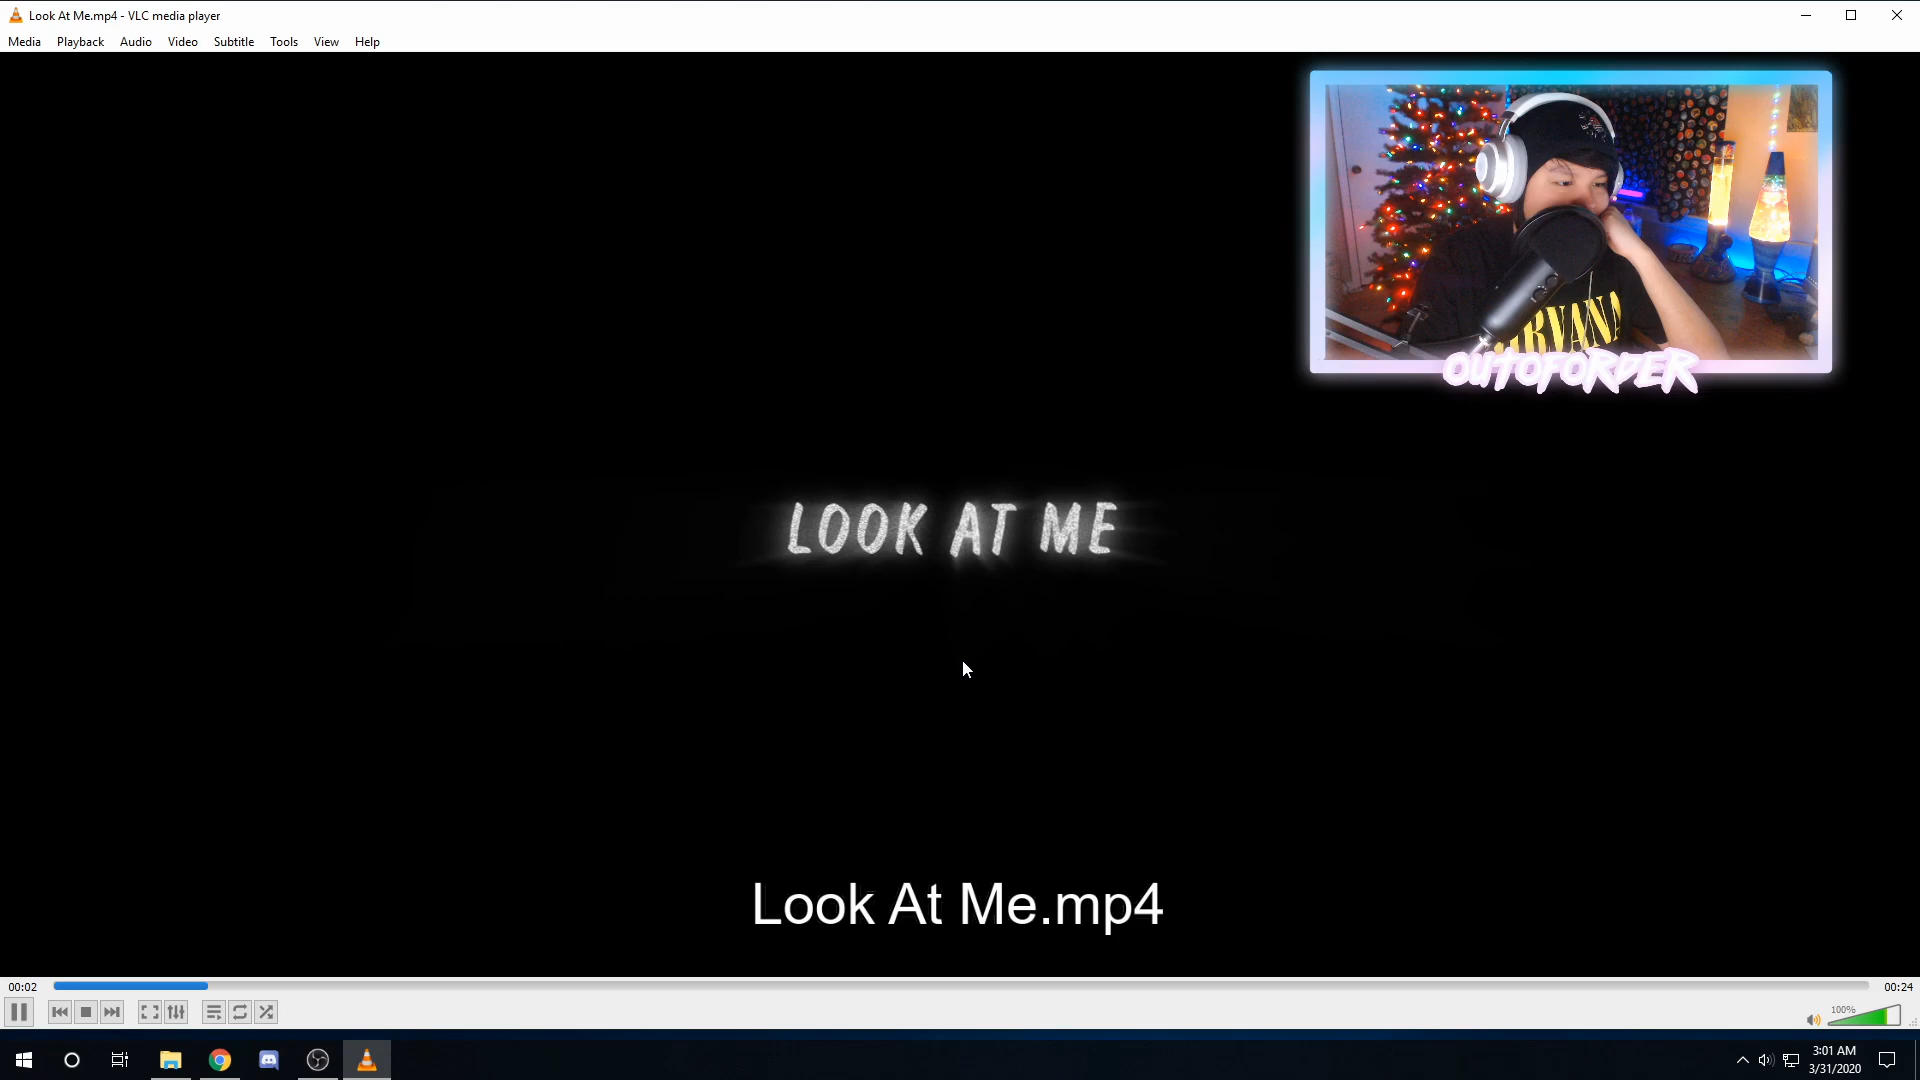 Look At Me.mp4 - VLC media player
Media Playback Audio Video Subtitle Tools View Help
NIRVANA
OUTOFORDER
LOOK AT ME
Look At Me.mp4
00:02
00:24
100%
3:01 AM
3/31/2020